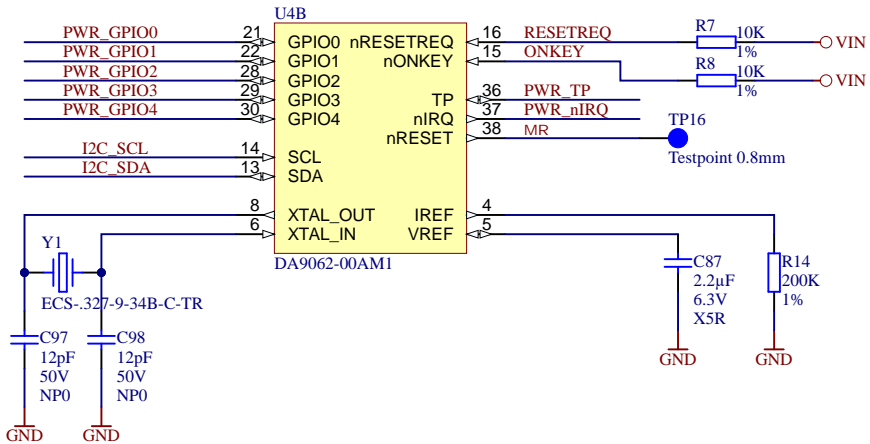 U4B
PWR_GPIO0 21 GPIO0 nRESETREQ 16 RESETREQ R7 10K 1% VIN
PWR_GPIO1 22 GPIO1 nONKEY 15 ONKEY R8 10K 1% VIN
PWR_GPIO2 28 GPIO2
PWR_GPIO3 29 GPIO3 TP 36 PWR_TP
PWR_GPIO4 30 GPIO4 nIRQ 37 PWR_nIRQ
nRESET 38 MR TP16
Testpoint 0.8mm
I2C_SCL 14 SCL
I2C_SDA 13 SDA
8 XTAL_OUT IREF 4
6 XTAL_IN VREF 5
DA9062-00AM1
Y1
ECS-.327-9-34B-C-TR
C97
12pF
50V
NP0
GND
C98
12pF
50V
NP0
GND
C87
2.2µF
6.3V
X5R
GND
R14
200K
1%
GND